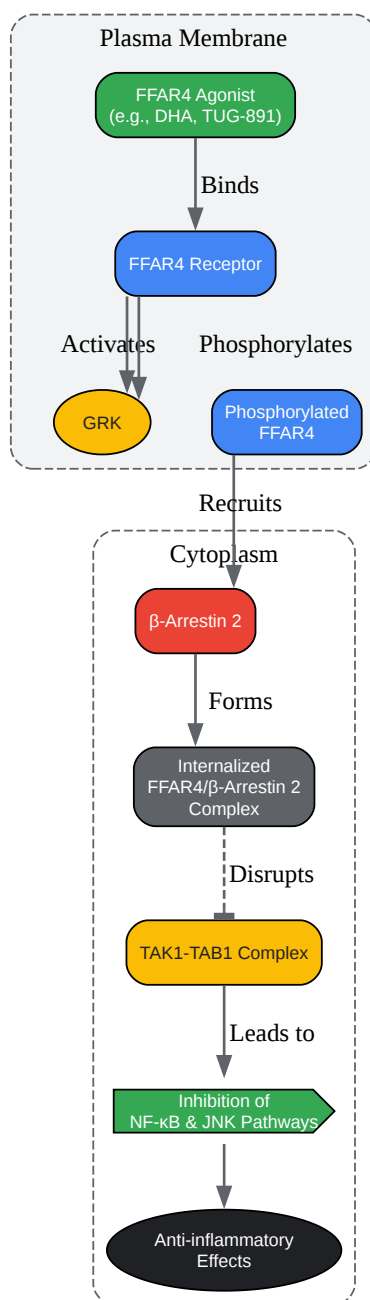 Plasma Membrane
FFAR4 Agonist
(e.g., DHA, TUG-891)
Binds
FFAR4 Receptor
Activates
Phosphorylates
GRK
Phosphorylated
FFAR4
Recruits
Cytoplasm
β-Arrestin 2
Forms
Internalized
FFAR4/β-Arrestin 2
Complex
Disrupts
TAK1-TAB1 Complex
Leads to
Inhibition of
NF-κB & JNK Pathways
Anti-inflammatory
Effects